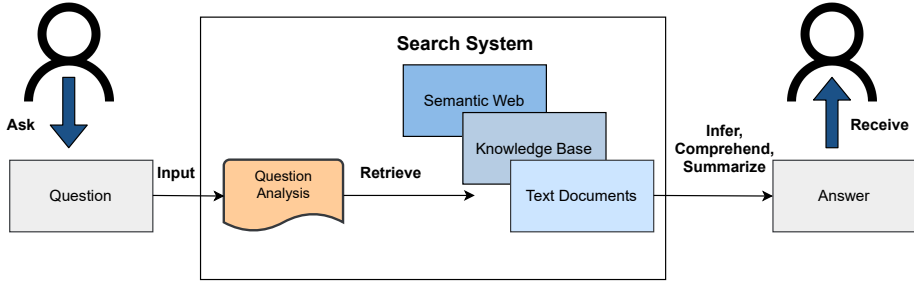 Search System
Semantic Web
Ask
Receive
Infer,
Comprehend,
Summarize
Knowledge Base
Question
Input
Question
Analysis
Retrieve
Text Documents
Answer